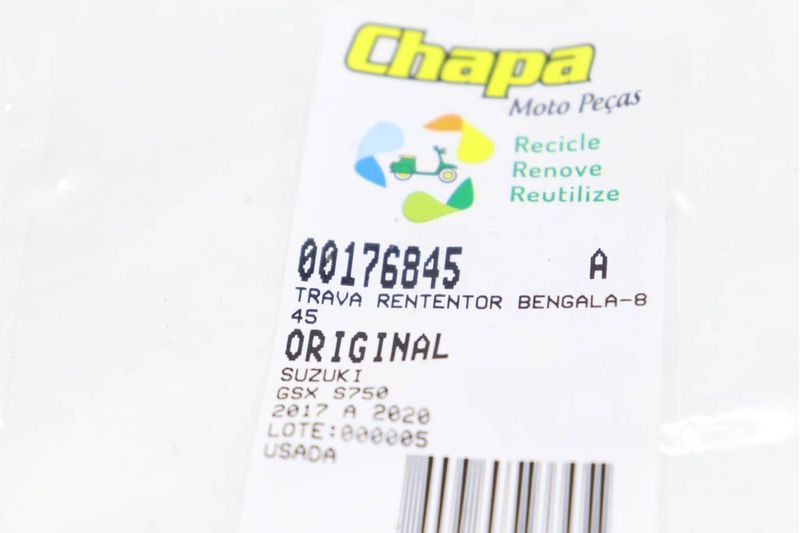 Chapa
Moto Peças
Recicle
Renove
Reutilize
00176845 A
TRAVA RENTENTOR BENGALA-8
45
ORIGINAL
SUZUKI
GSX S750
2017 A 2020
LOTE:000005
USADA